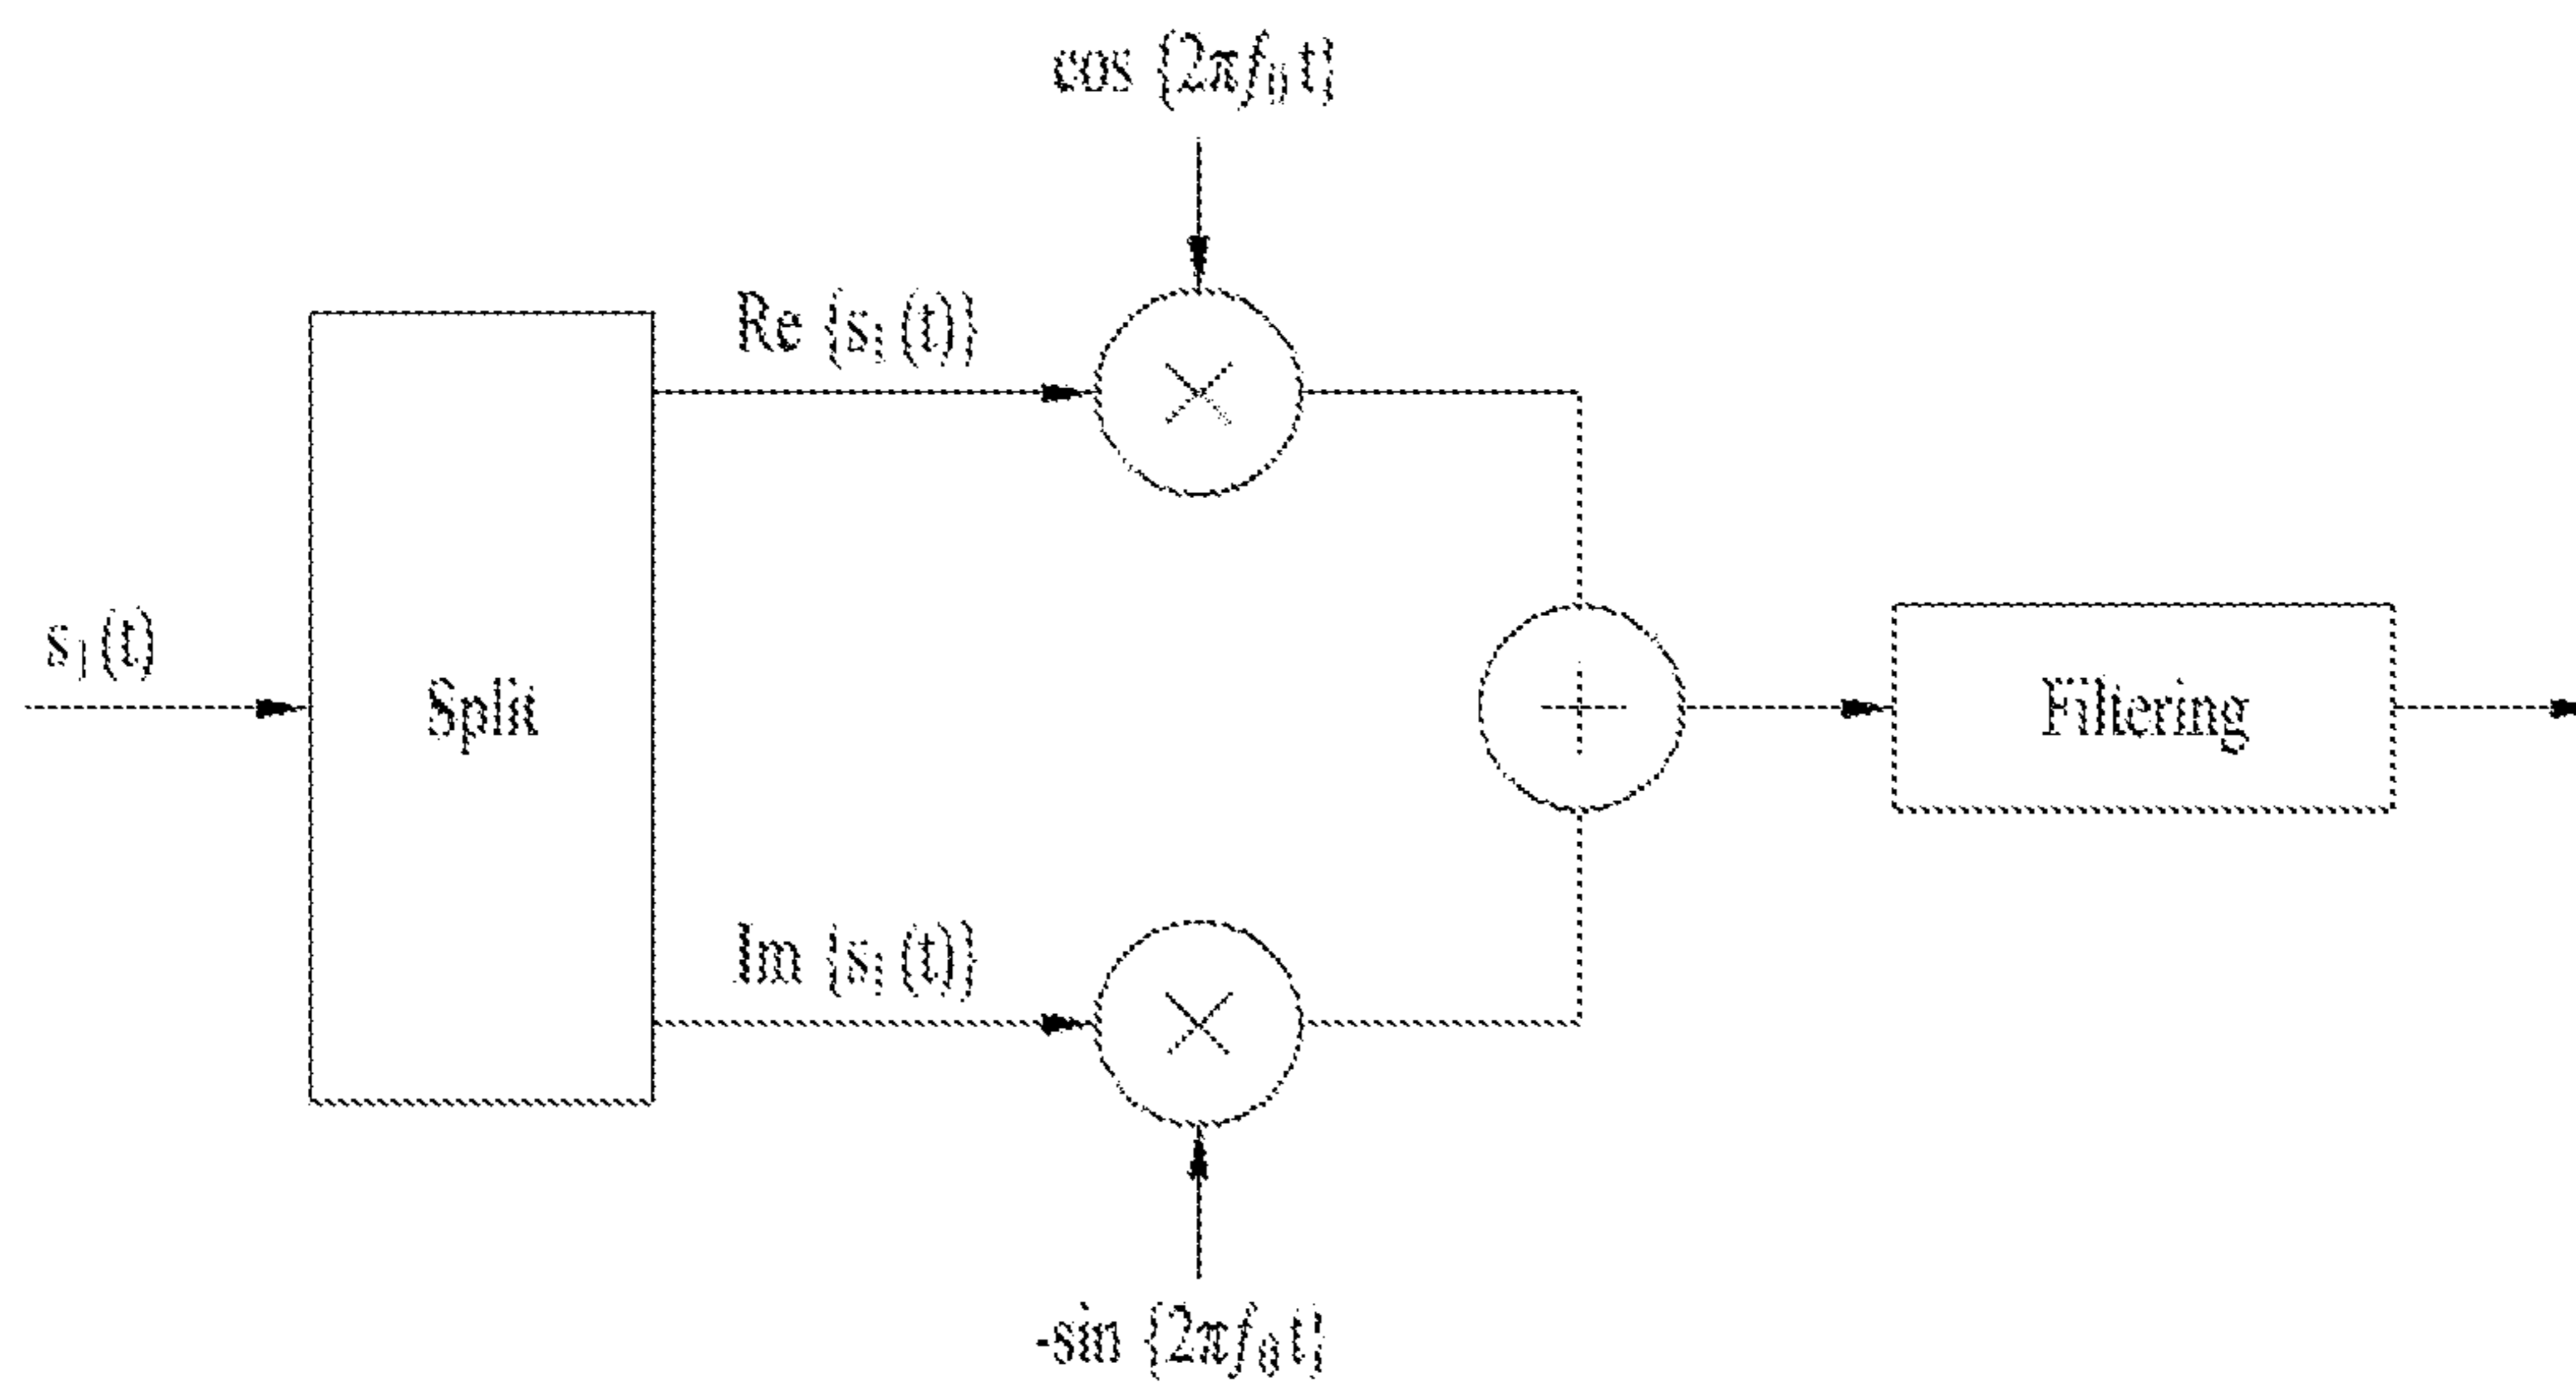 cos {2πf₀t}
Re {s₁(t)}
s₁(t)
Split
Filtering
Im {s₁(t)}
-sin {2πf₀t}